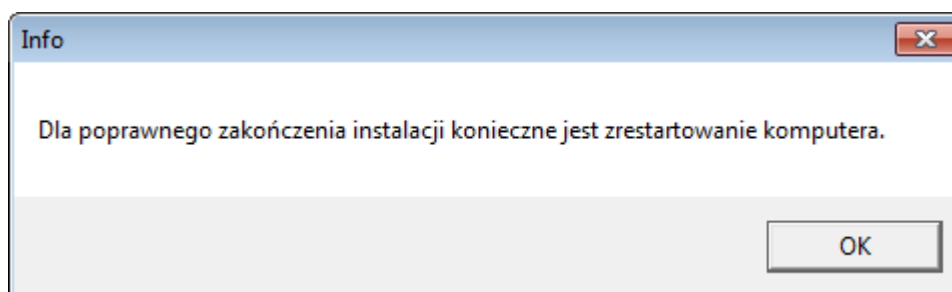 Info
Dla poprawnego zakończenia instalacji konieczne jest zrestartowanie komputera.
OK